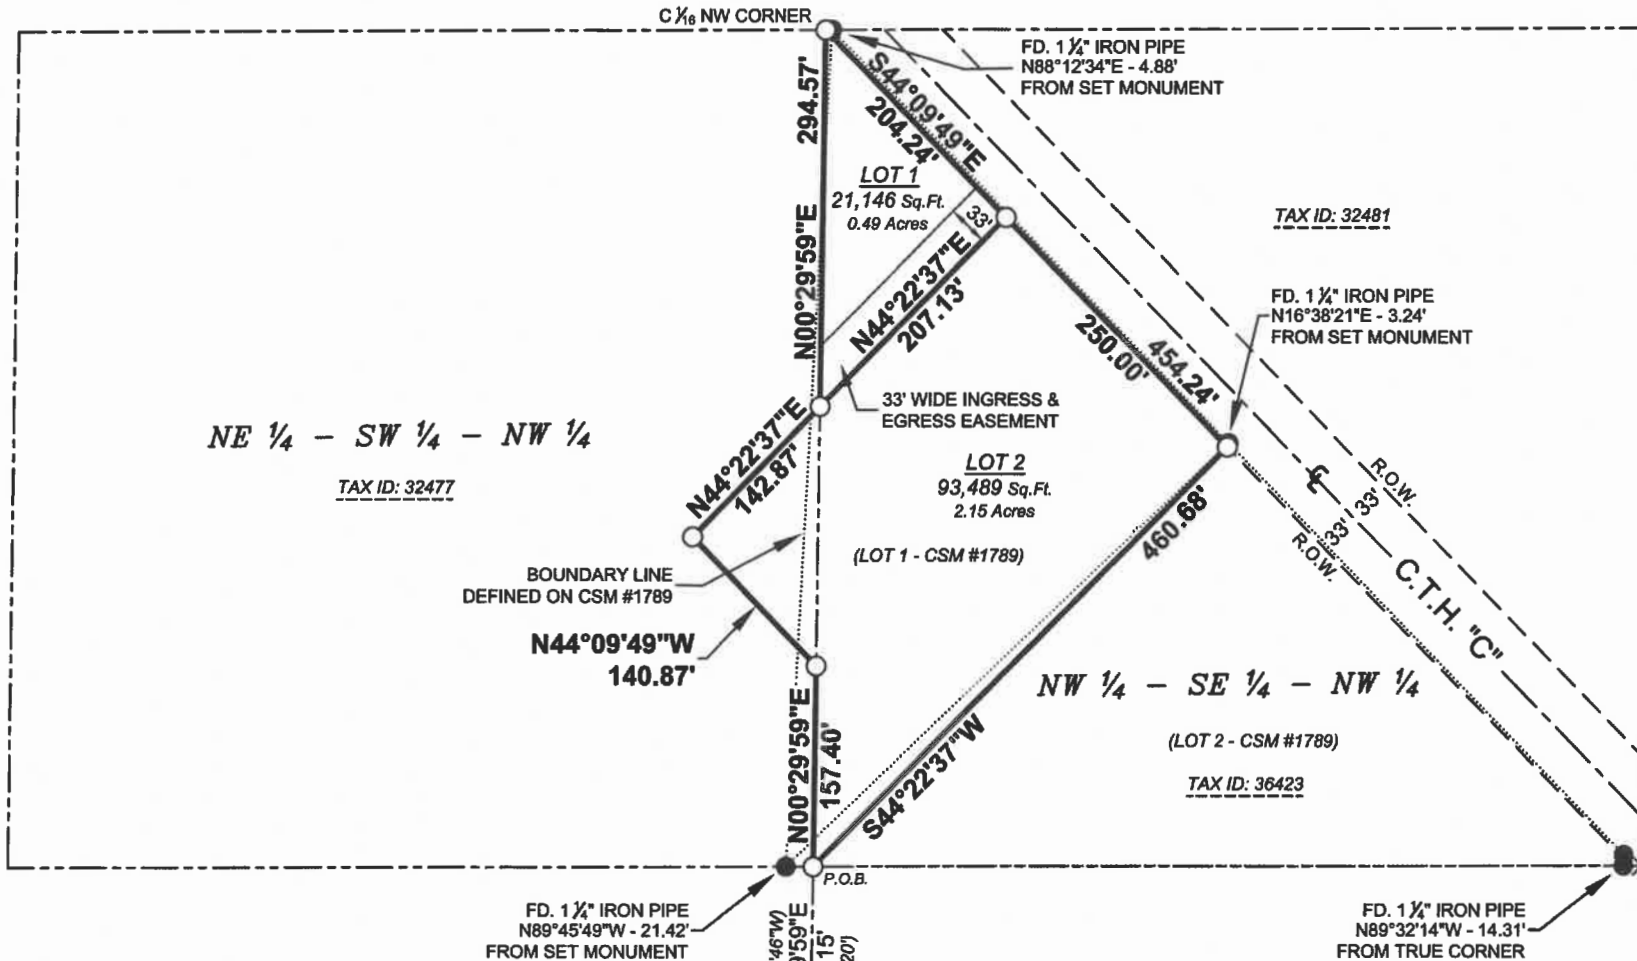 C 1/16 NW CORNER
FD. 1 1/4" IRON PIPE
N88°12'34"E - 4.88'
FROM SET MONUMENT
294.57'
N00°29'59"E
S44°09'49"E
204.24'
LOT 1
21,146 Sq.Ft.
0.49 Acres
33'
N44°22'37"E
207.13'
TAX ID: 32481
FD. 1 1/4" IRON PIPE
N16°38'21"E - 3.24'
FROM SET MONUMENT
454.24'
250.00'
33' WIDE INGRESS &
EGRESS EASEMENT
NE 1/4 - SW 1/4 - NW 1/4
TAX ID: 32477
N44°22'37"E
142.87'
LOT 2
93,489 Sq.Ft.
2.15 Acres
(LOT 1 - CSM #1789)
460.68'
S44°22'37"W
R.O.W.
33'
33'
R.O.W.
C.T.H. "C"
BOUNDARY LINE
DEFINED ON CSM #1789
N44°09'49"W
140.87'
N00°29'59"E
157.40'
NW 1/4 - SE 1/4 - NW 1/4
(LOT 2 - CSM #1789)
TAX ID: 36423
P.O.B.
FD. 1 1/4" IRON PIPE
N89°45'49"W - 21.42'
FROM SET MONUMENT
'46"W)
9'59"E
15'
20')
FD. 1 1/4" IRON PIPE
N89°32'14"W - 14.31'
FROM TRUE CORNER